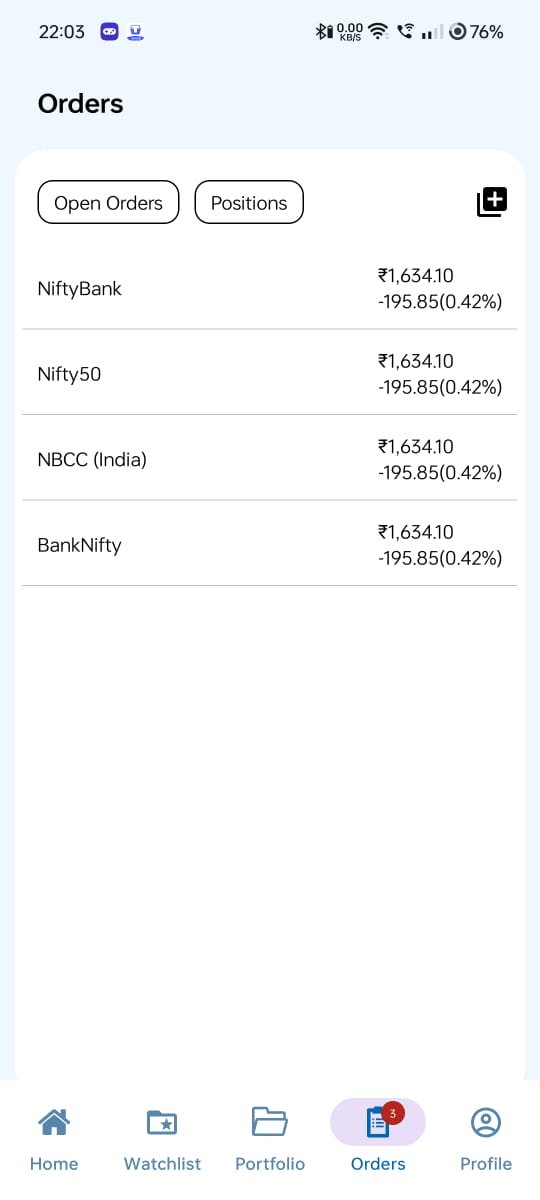 22:03
0.00
KB/S
76%
Orders
Open Orders
Positions
NiftyBank
₹1,634.10
-195.85(0.42%)
Nifty50
₹1,634.10
-195.85(0.42%)
NBCC (India)
₹1,634.10
-195.85(0.42%)
BankNifty
₹1,634.10
-195.85(0.42%)
3
Home
Watchlist
Portfolio
Orders
Profile